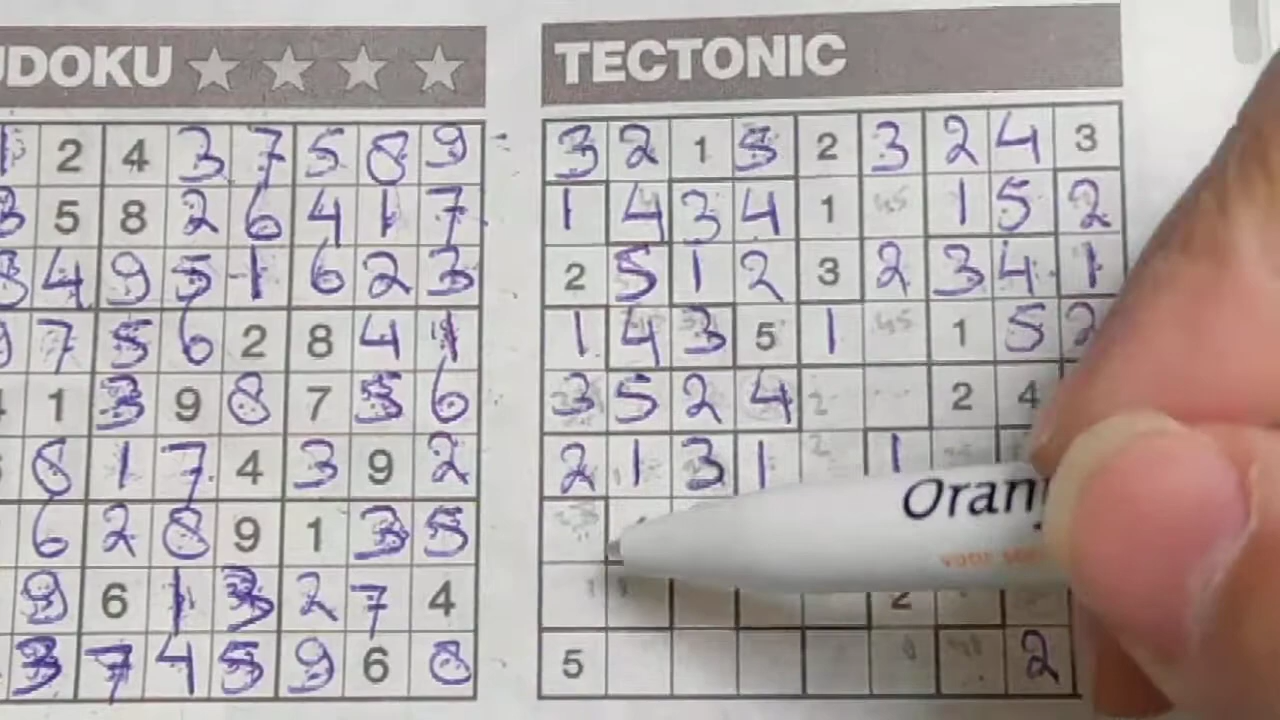 UDOKU
TECTONIC
2 4 3 7 5 8 9
3 2 1 5 2 3 2 4 3
5 8 2 6 4 1 7
1 4 3 4 1 1 5 2
4 9 5 1 6 2 3
2 5 1 2 3 2 3 4 1
7 5 6 2 8 4 1
1 4 3 5 1 1 5 2
1 3 9 8 7 5 6
3 5 2 4 2 4
8 1 7 4 3 9 2
2 1 3 1 1
6 2 8 9 1 3 5
9 6 1 3 2 7 4
2
3 7 4 5 9 6 8
5 2
Oran